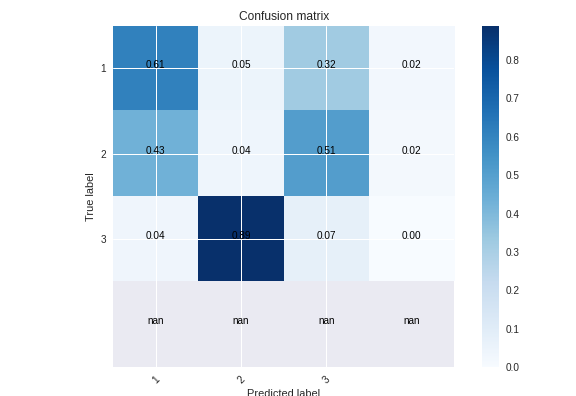 Confusion matrix
1 0.61 0.05 0.32 0.02
2 0.43 0.04 0.51 0.02
3 0.04 0.89 0.07 0.00
nan nan nan nan
1 2 3
True label
Predicted label
0.8
0.7
0.6
0.5
0.4
0.3
0.2
0.1
0.0